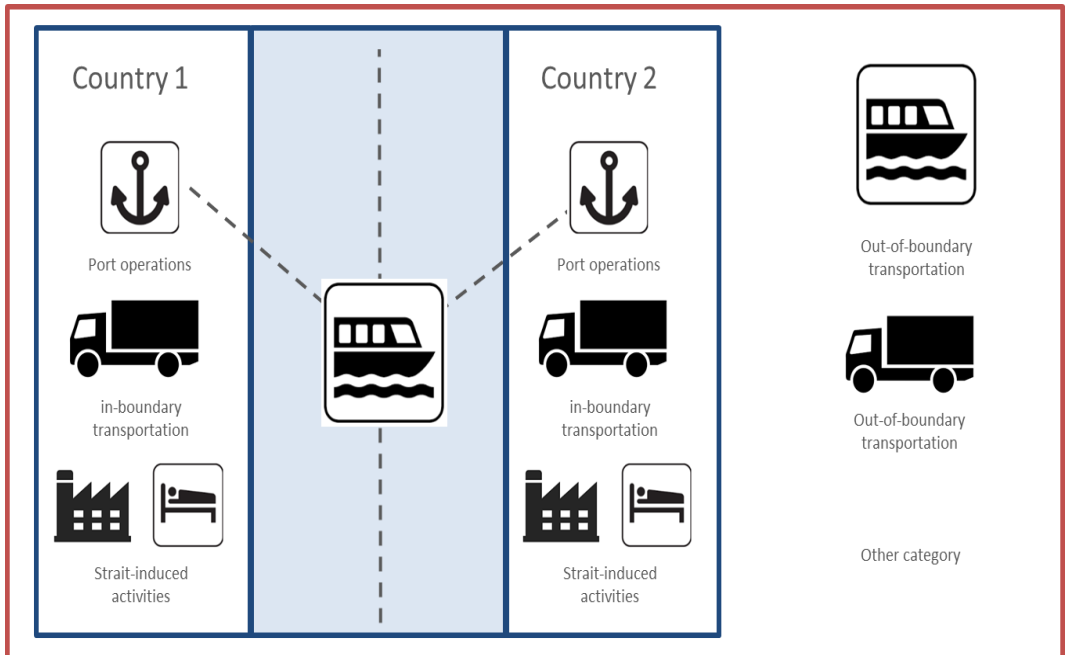 Country 1
Port operations
in-boundary
transportation
Strait-induced
activities
Country 2
Port operations
in-boundary
transportation
Strait-induced
activities
Out-of-boundary
transportation
Out-of-boundary
transportation
Other category